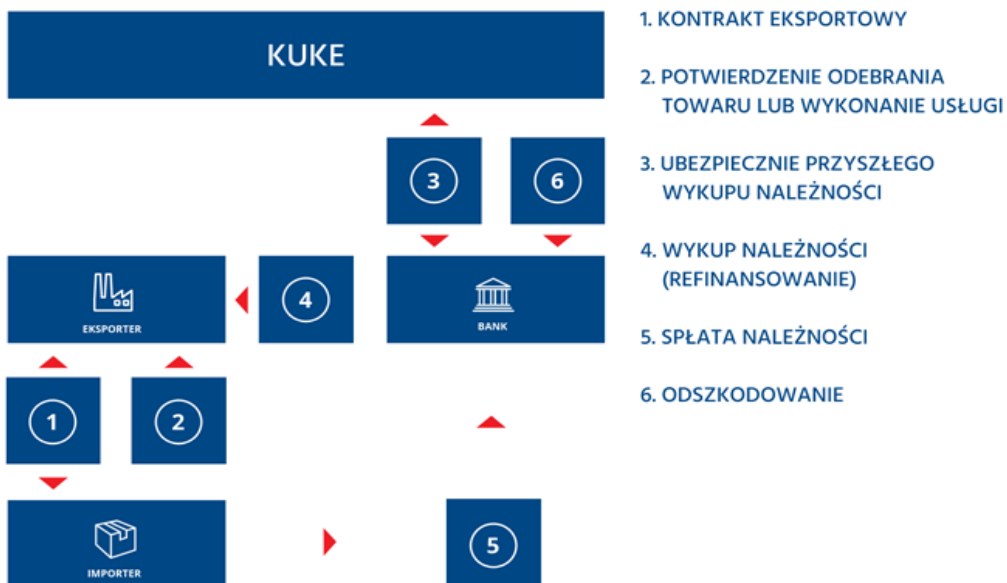 KUKE
3
6
EKSPORTER
4
BANK
1
2
IMPORTER
5
1. KONTRAKT EKSPORTOWY
2. POTWIERDZENIE ODEBRANIA
TOWARU LUB WYKONANIE USŁUGI
3. UBEZPIECZNIE PRZYSZŁEGO
WYKUPU NALEŻNOŚCI
4. WYKUP NALEŻNOŚCI
(REFINANSOWANIE)
5. SPŁATA NALEŻNOŚCI
6. ODSZKODOWANIE